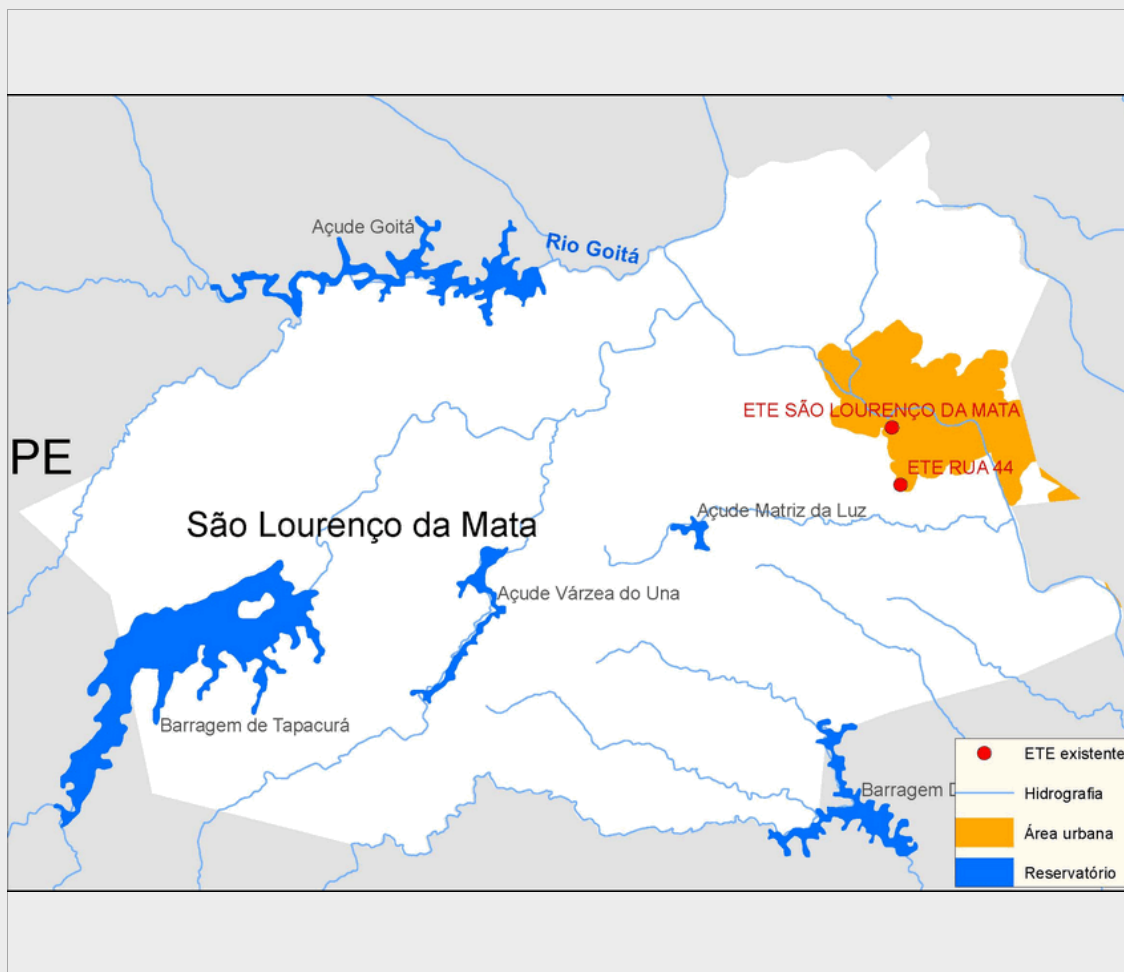 Açude Goitá
Rio Goitá
ETE SÃO LOURENÇO DA MATA
PE
ETE RUA 44
Açude Matriz da Luz
São Lourenço da Mata
Açude Várzea do Una
Barragem de Tapacurá
ETE existente
Barragem
Hidrografia
Área urbana
Reservatório